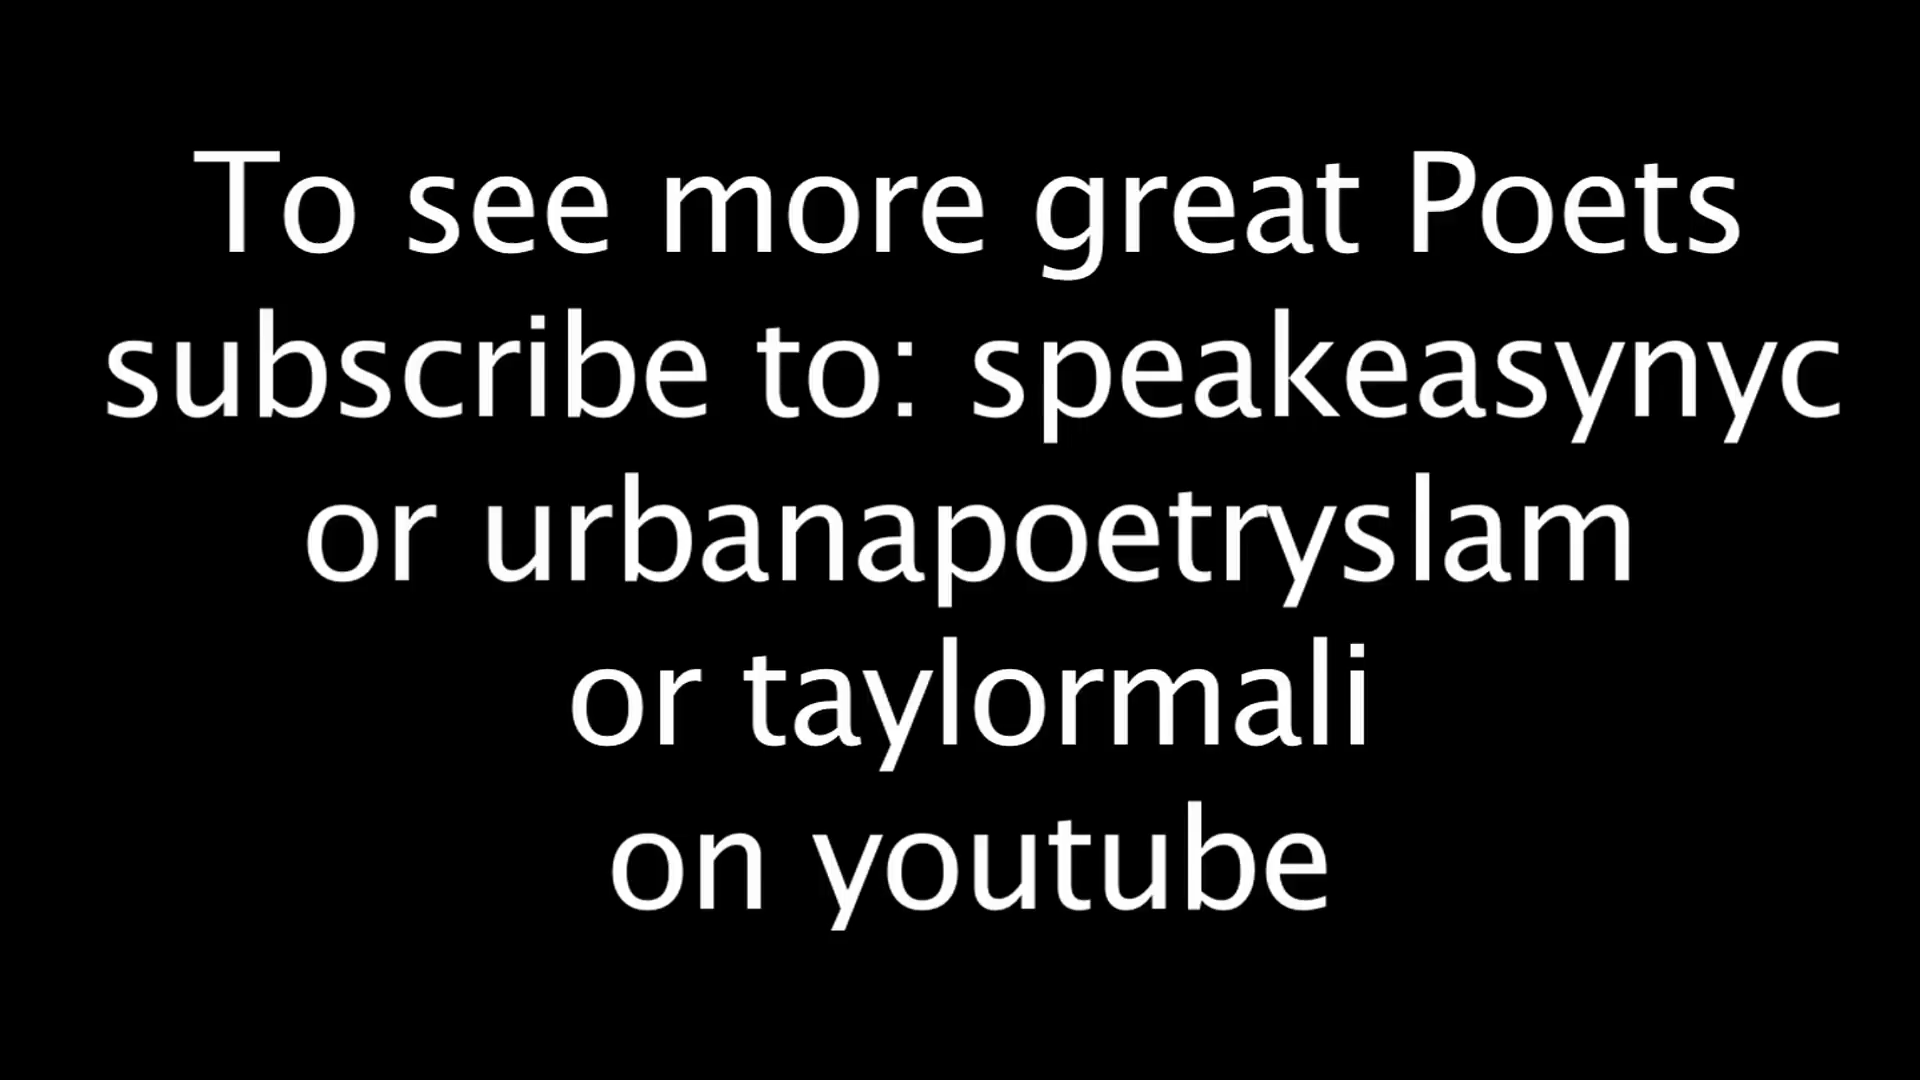 To see more great Poets
subscribe to: speakeasynyc
or urbanapoetryslam
or taylormali
on youtube